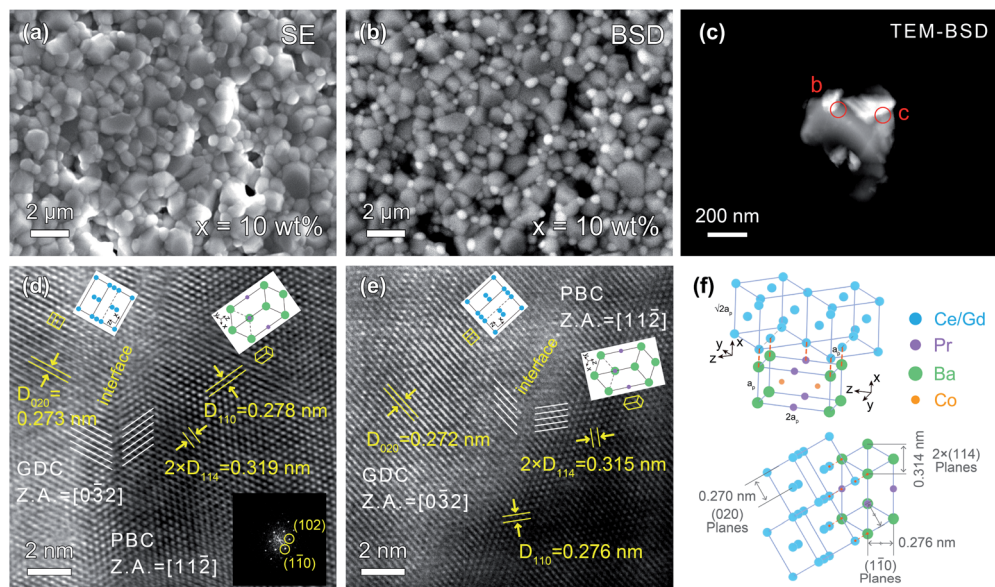 (a)
SE
2 μm
x = 10 wt%
(b)
BSD
2 μm
x = 10 wt%
(c)
TEM-BSD
b
c
200 nm
(d)
interface
D020=
0.273 nm
D110=0.278 nm
2×D114=0.319 nm
GDC
Z.A.=[03̄2]
PBC
Z.A.=[112̄]
2 nm
(102)
(11̄0)
(e)
PBC
Z.A.=[112̄]
interface
D020=0.272 nm
2×D114=0.315 nm
GDC
Z.A.=[03̄2]
D110=0.276 nm
2 nm
(f)
√2ap
y
x
z
ap
ap
x
z
y
2ap
Ce/Gd
Pr
Ba
Co
0.270 nm
(020)
Planes
0.314 nm
2×(114)
Planes
0.276 nm
(11̄0)
Planes